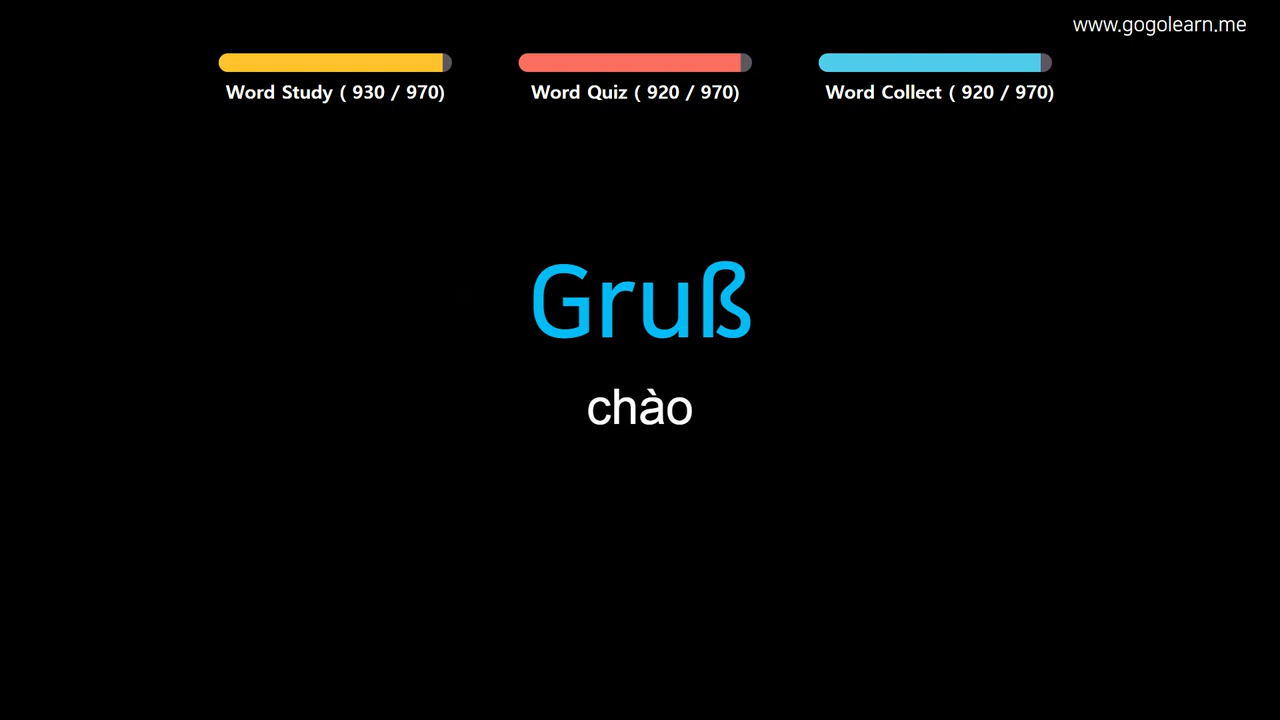 www.gogolearn.me
Word Study ( 930 / 970)
Word Quiz ( 920 / 970)
Word Collect ( 920 / 970)
Gruß
chào